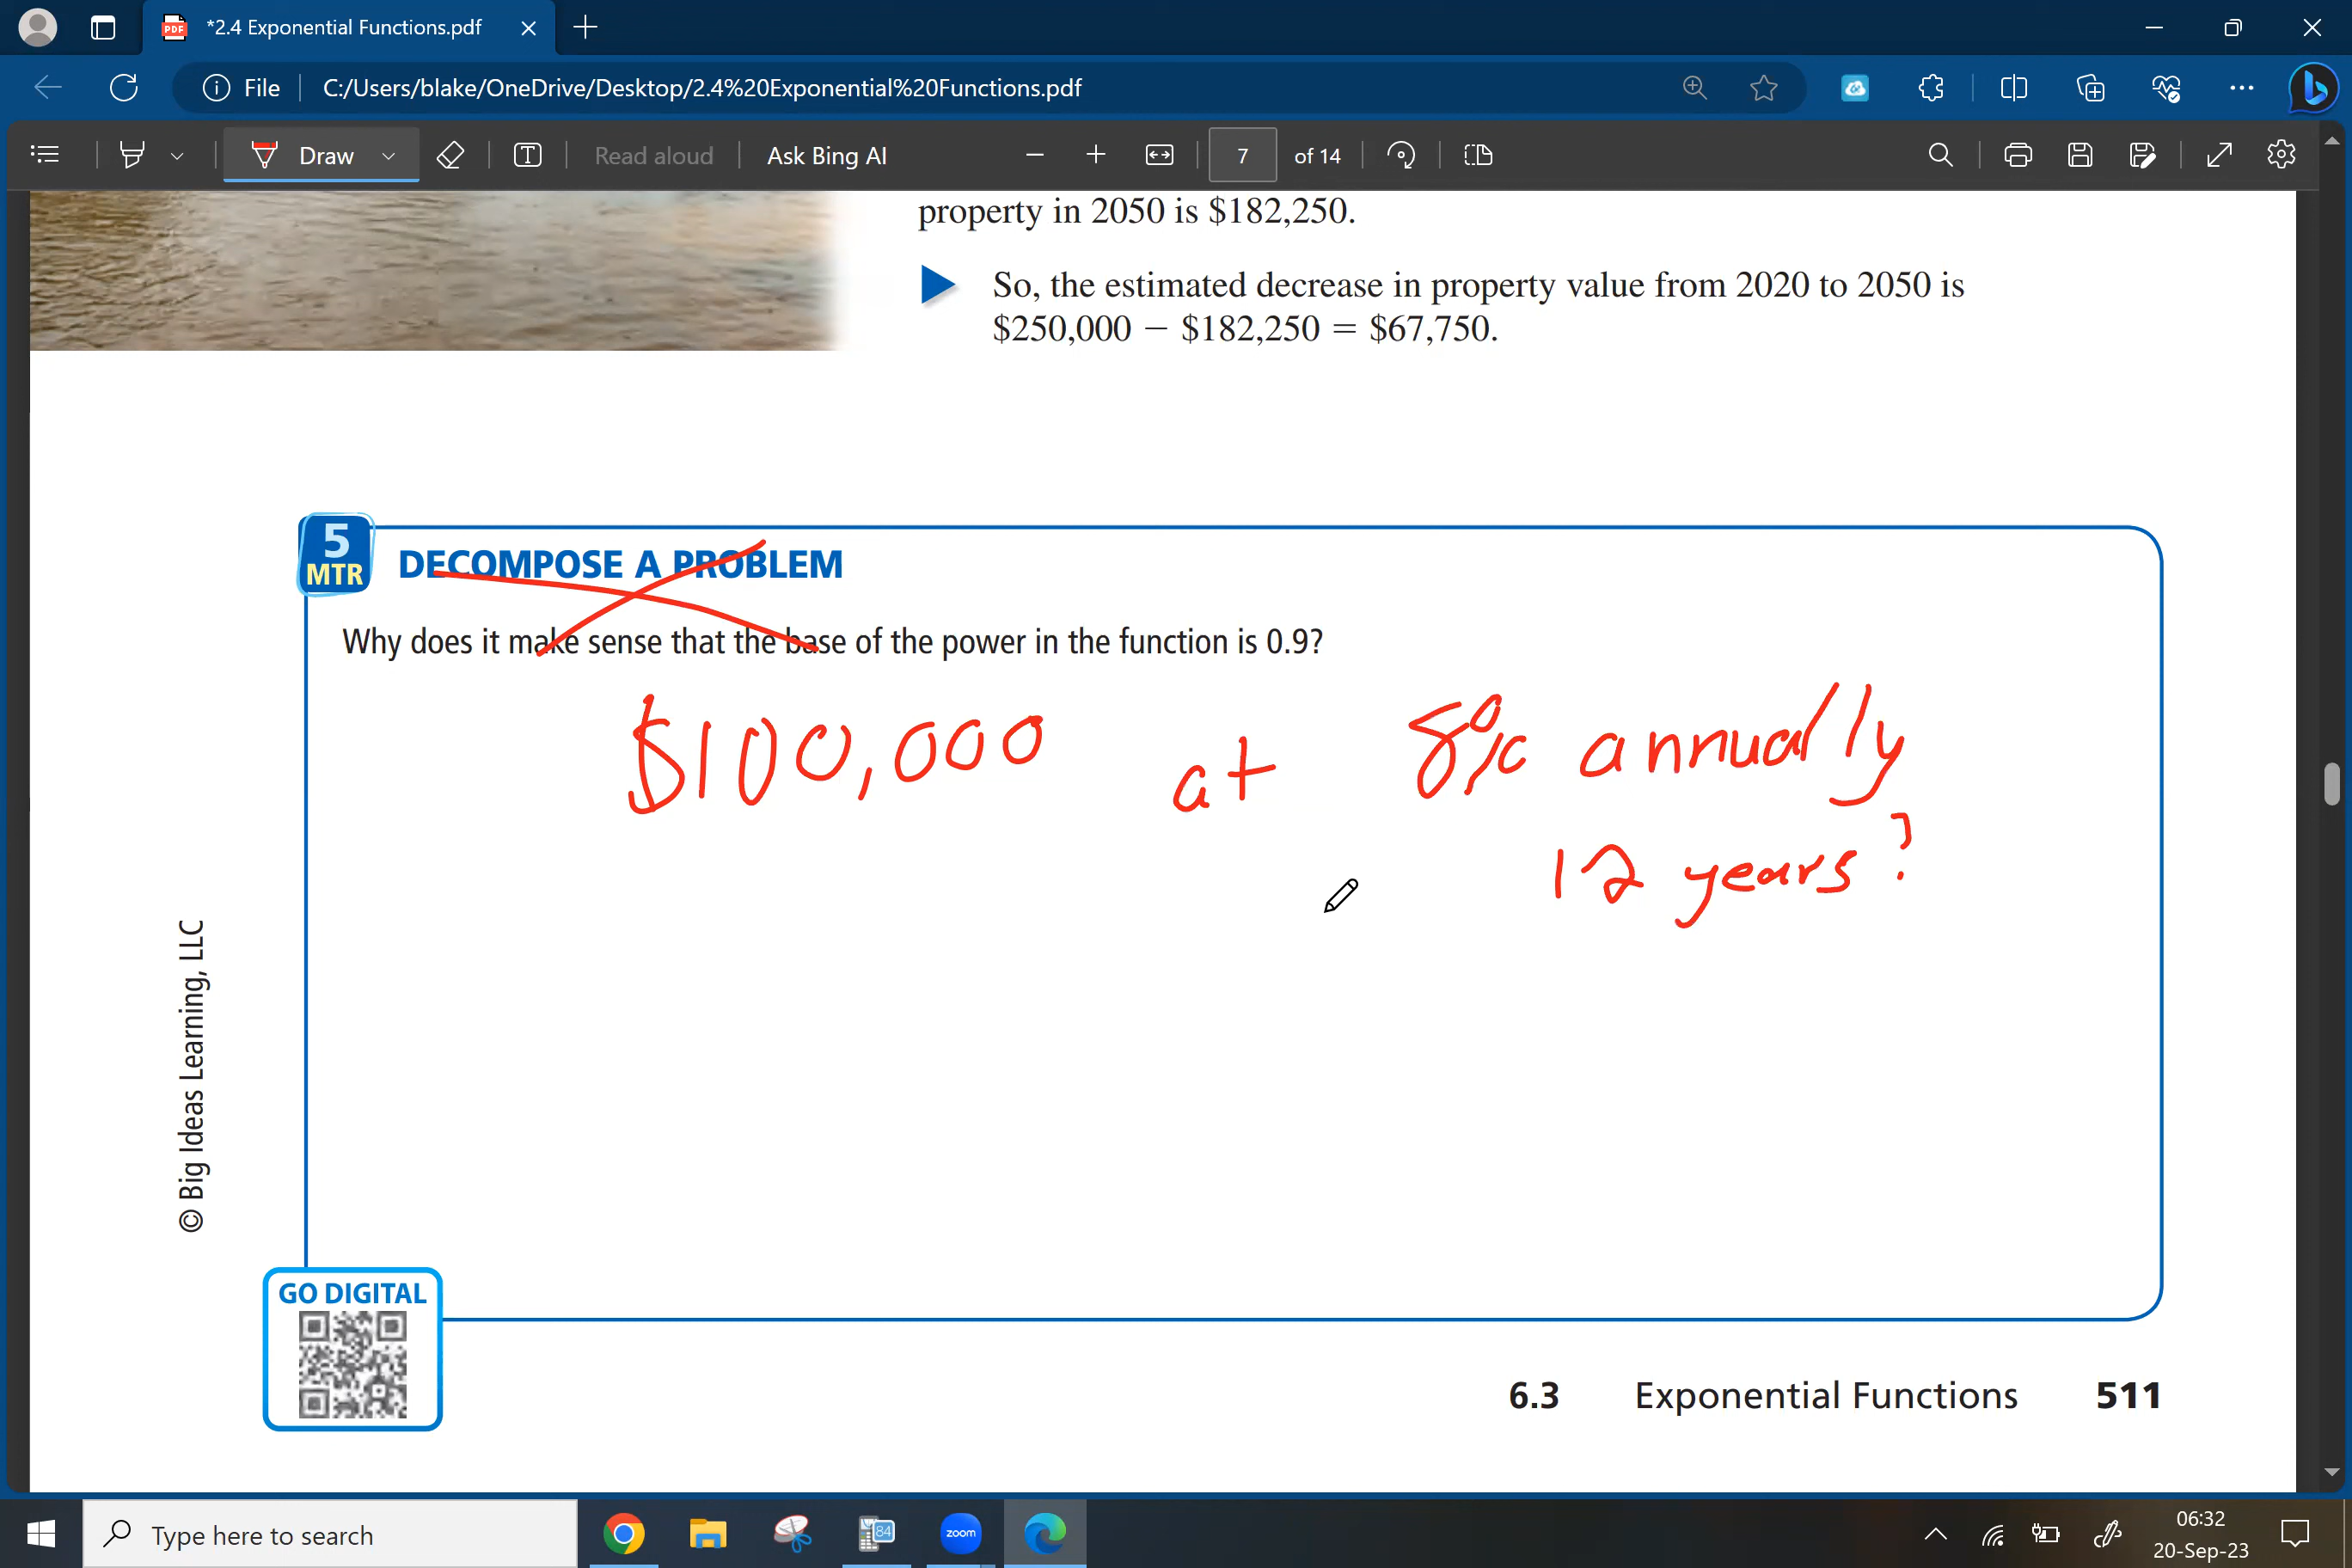 *2.4 Exponential Functions.pdf
File
C:/Users/blake/OneDrive/Desktop/2.4%20Exponential%20Functions.pdf
Draw
Read aloud
Ask Bing AI
7
of 14
property in 2050 is $182,250.
So, the estimated decrease in property value from 2020 to 2050 is
$250,000 − $182,250 = $67,750.
5
MTR
DECOMPOSE A PROBLEM
Why does it make sense that the base of the power in the function is 0.9?
$100,000 at 8% annually
12 years?
© Big Ideas Learning, LLC
GO DIGITAL
6.3 Exponential Functions 511
Type here to search
84
zoom
06:32
20-Sep-23